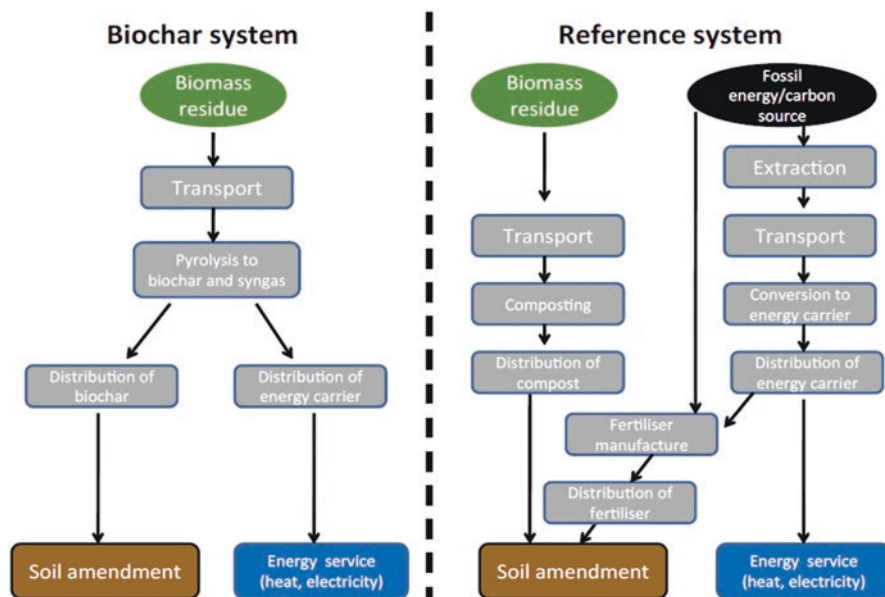 Biochar system
Biomass
residue
Transport
Pyrolysis to
biochar and syngas
Distribution of
biochar
Distribution of
energy carrier
Soil amendment
Energy service
(heat, electricity)
Reference system
Biomass
residue
Fossil
energy/carbon
source
Extraction
Transport
Transport
Composting
Conversion to
energy carrier
Distribution of
compost
Distribution of
energy carrier
Fertiliser
manufacture
Distribution of
fertiliser
Soil amendment
Energy service
(heat, electricity)